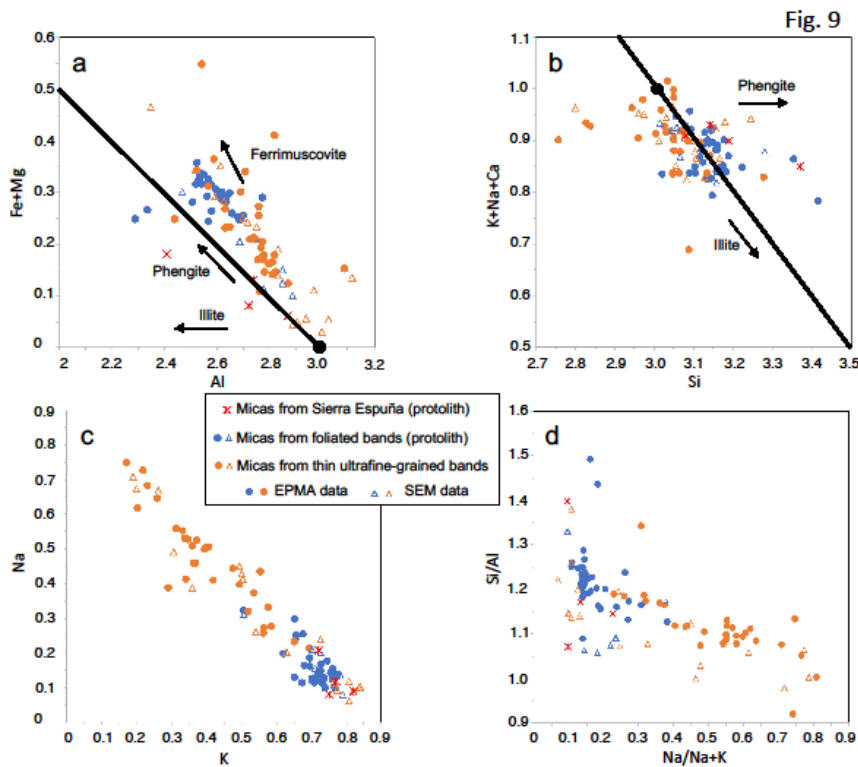 Fig. 9
0.6
0.5
0.4
0.3
0.2
0.1
0
Fe+Mg
a
Ferrimuscovite
Phengite
Illite
2 2.2 2.4 2.6 2.8 3.0 3.2
Al
1.1
1.0
0.9
0.8
0.7
0.6
0.5
K+Na+Ca
b
Phengite
Illite
2.7 2.8 2.9 3.0 3.1 3.2 3.3 3.4 3.5
Si
Micas from Sierra Espuña (protolith)
Micas from foliated bands (protolith)
Micas from thin ultrafine-grained bands
EPMA data SEM data
0.9
0.8
0.7
0.6
0.5
0.4
0.3
0.2
0.1
0
Na
c
0 0.1 0.2 0.3 0.4 0.5 0.6 0.7 0.8 0.9
K
1.6
1.5
1.4
1.3
1.2
1.1
1.0
0.9
Si/Al
d
0 0.1 0.2 0.3 0.4 0.5 0.6 0.7 0.8 0.9
Na/Na+K